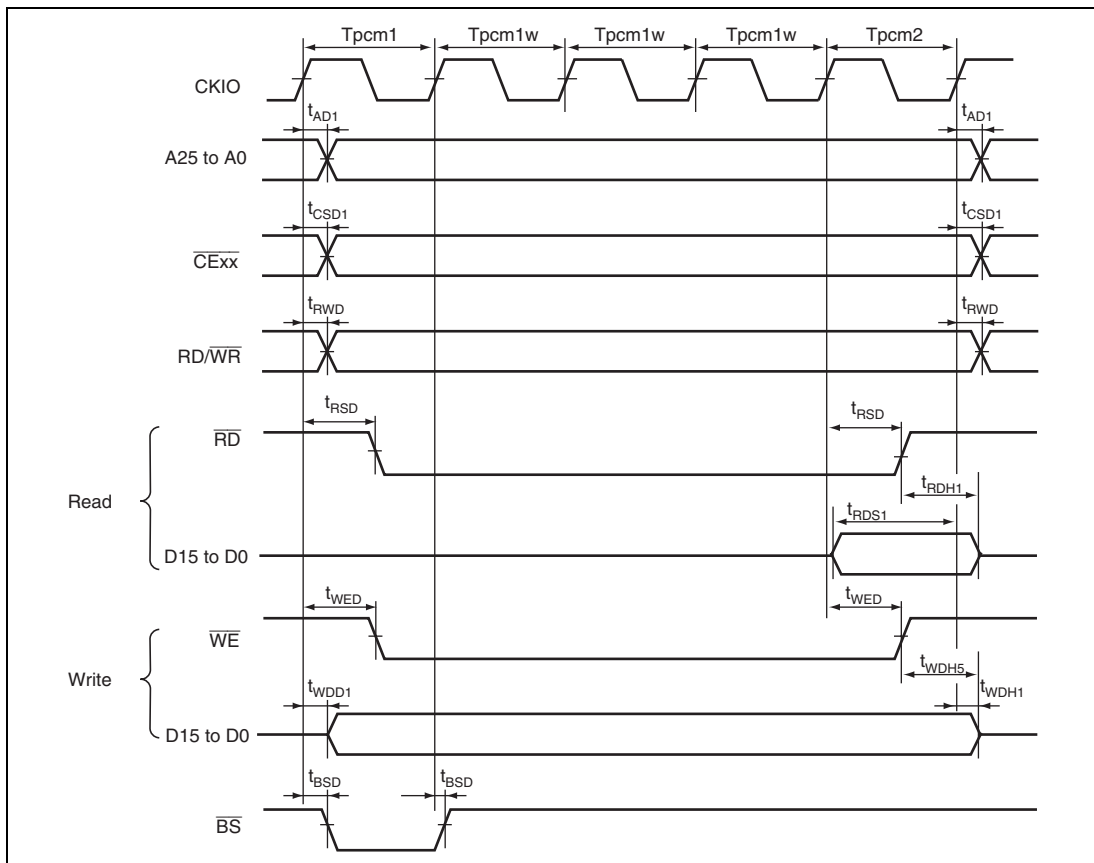 Tpcm1 Tpcm1w Tpcm1w Tpcm1w Tpcm2
CKIO
tAD1 tAD1
A25 to A0
tCSD1 tCSD1
CExx
tRWD tRWD
RD/WR
tRSD tRSD
RD
tRDH1
Read
tRDS1
D15 to D0
tWED tWED
WE
tWDH5
Write
tWDD1 tWDH1
D15 to D0
tBSD tBSD
BS